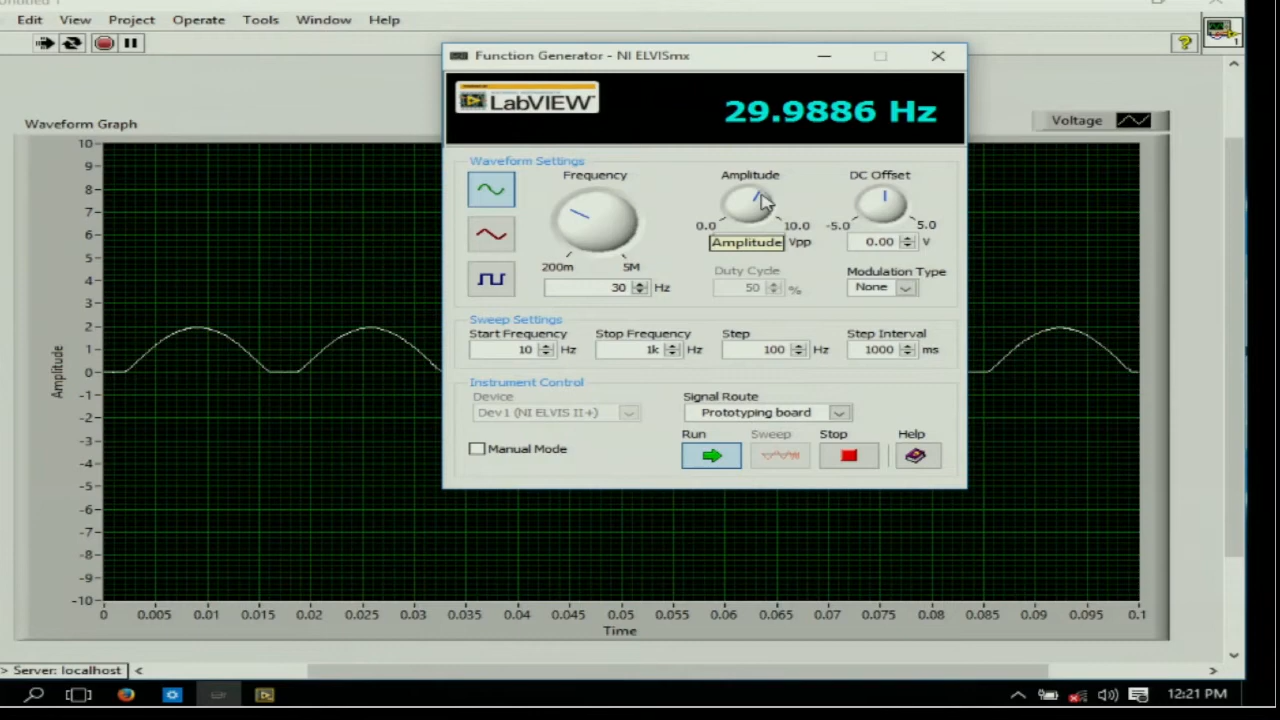 Untitled 1
Edit View Project Operate Tools Window Help
Function Generator - NI ELVISmx
LabVIEW
29.9886 Hz
Waveform Graph
Voltage
Waveform Settings
Frequency
Amplitude
DC Offset
200m
5M
0.0
10.0
-5.0
5.0
Amplitude
Vpp
0.00
V
30
Hz
Duty Cycle
50
%
Modulation Type
None
Sweep Settings
Start Frequency
Stop Frequency
Step
Step Interval
10
Hz
1k
Hz
100
Hz
1000
ms
Instrument Control
Device
Signal Route
Dev1 (NI ELVIS II+)
Prototyping board
Manual Mode
Run
Sweep
Stop
Help
Amplitude
10
9
8
7
6
5
4
3
2
1
0
-1
-2
-3
-4
-5
-6
-7
-8
-9
-10
0 0.005 0.01 0.015 0.02 0.025 0.03 0.035 0.04 0.045 0.05 0.055 0.06 0.065 0.07 0.075 0.08 0.085 0.09 0.095 0.1
Time
> Server: localhost
12:21 PM